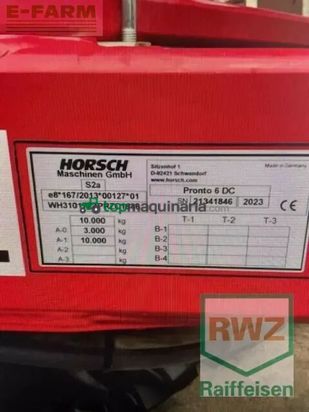 E-FARM
HORSCH
Maschinen GmbH
Sitzenhof 1
D-92421 Schwandorf
www.horsch.com
Made in Germany
S2a
e8*167/2013*00127*01
Pronto 6 DC
CE
topmaquinaria
SN 21341846 2023
10.000 kg
T-1 T-2 T-3
A-0 3.000 kg
B-1
A-1 10.000 kg
B-2
A-2 kg
B-3
A-3 kg
B-4
RWZ
Raiffeisen